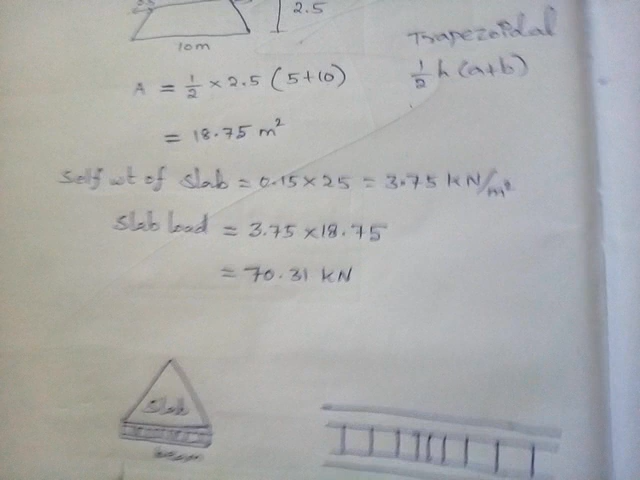 2.5
10m
Trapezoidal
½ h (a+b)
A = ½ × 2.5 (5+10)
= 18.75 m²
Self wt of slab = 0.15 × 25 = 3.75 KN/m²
Slab load = 3.75 × 18.75
= 70.31 KN
Slab